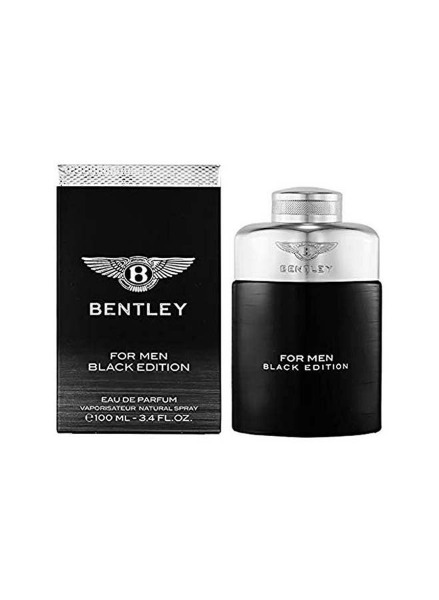 B
BENTLEY
FOR MEN
BLACK EDITION
EAU DE PARFUM
VAPORISATEUR NATURAL SPRAY
℮100 ML - 3.4 FL.OZ.
B
BENTLEY
FOR MEN
BLACK EDITION